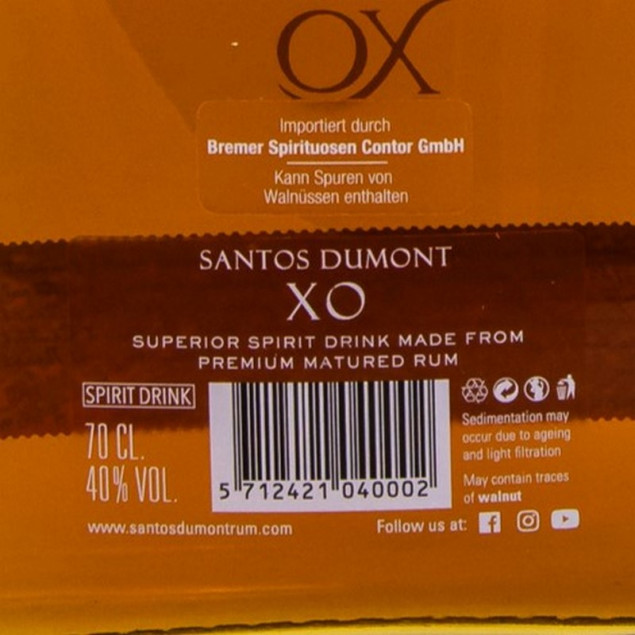 OX
Importiert durch
Bremer Spirituosen Contor GmbH
Kann Spuren von
Walnüssen enthalten
SANTOS DUMONT
XO
SUPERIOR SPIRIT DRINK MADE FROM
PREMIUM MATURED RUM
SPIRIT DRINK
70 CL.
40% VOL.
5 712421 040002
Sedimentation may
occur due to ageing
and light filtration
May contain traces
of walnut
www.santosdumontrum.com
Follow us at: